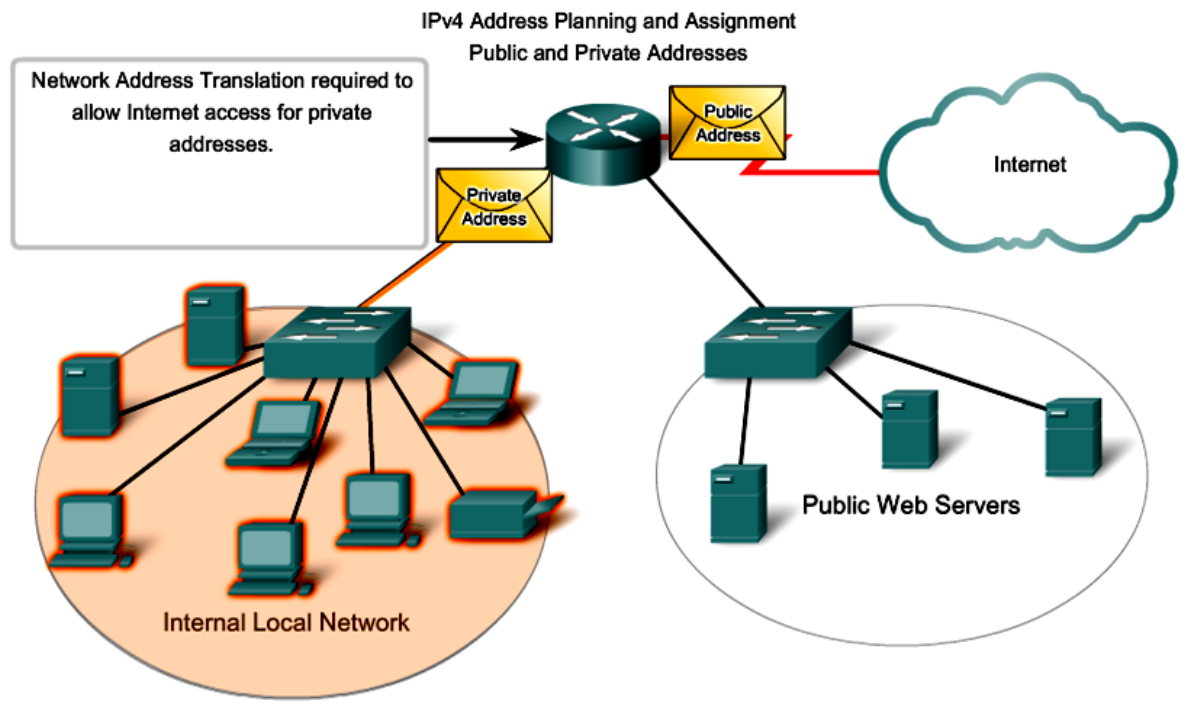 IPv4 Address Planning and Assignment
Public and Private Addresses
Network Address Translation required to
allow Internet access for private
addresses.
Public
Address
Internet
Private
Address
Public Web Servers
Internal Local Network